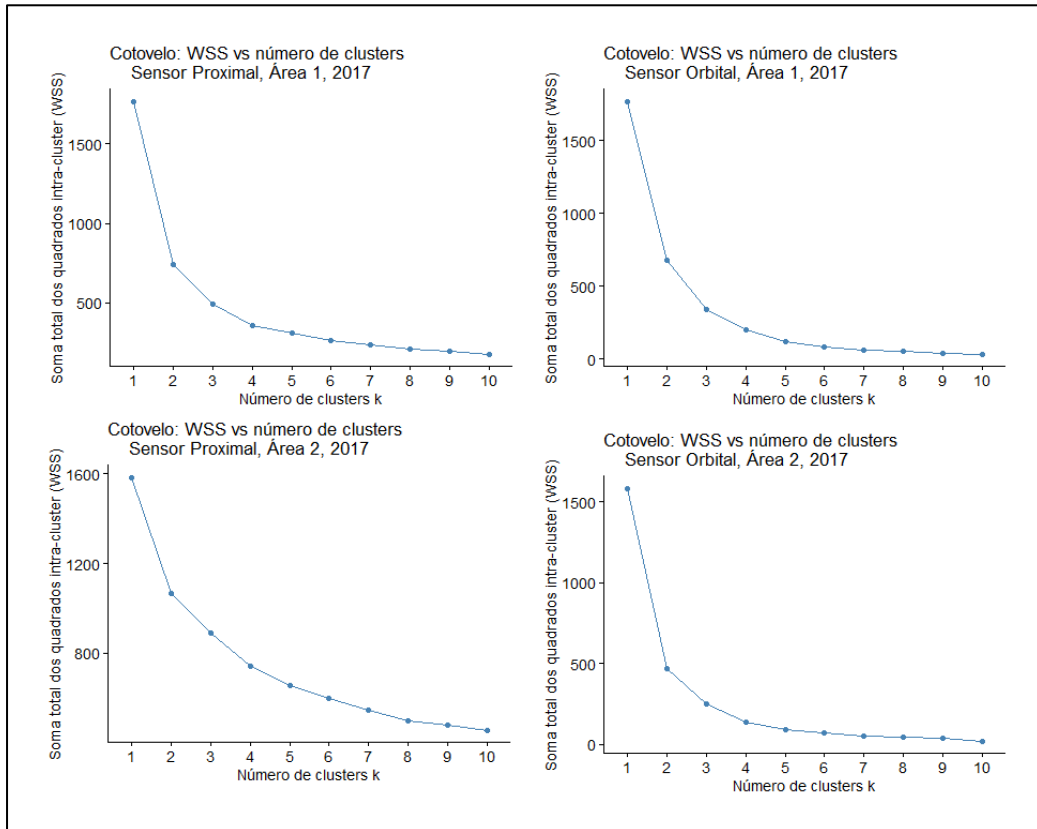 Cotovelo: WSS vs número de clusters
Sensor Proximal, Área 1, 2017
Soma total dos quadrados intra-cluster (WSS)
1500
1000
500
1 2 3 4 5 6 7 8 9 10
Número de clusters k
Cotovelo: WSS vs número de clusters
Sensor Orbital, Área 1, 2017
Soma total dos quadrados intra-cluster (WSS)
1500
1000
500
0
1 2 3 4 5 6 7 8 9 10
Número de clusters k
Cotovelo: WSS vs número de clusters
Sensor Proximal, Área 2, 2017
Soma total dos quadrados intra-cluster (WSS)
1600
1200
800
1 2 3 4 5 6 7 8 9 10
Número de clusters k
Cotovelo: WSS vs número de clusters
Sensor Orbital, Área 2, 2017
Soma total dos quadrados intra-cluster (WSS)
1500
1000
500
0
1 2 3 4 5 6 7 8 9 10
Número de clusters k